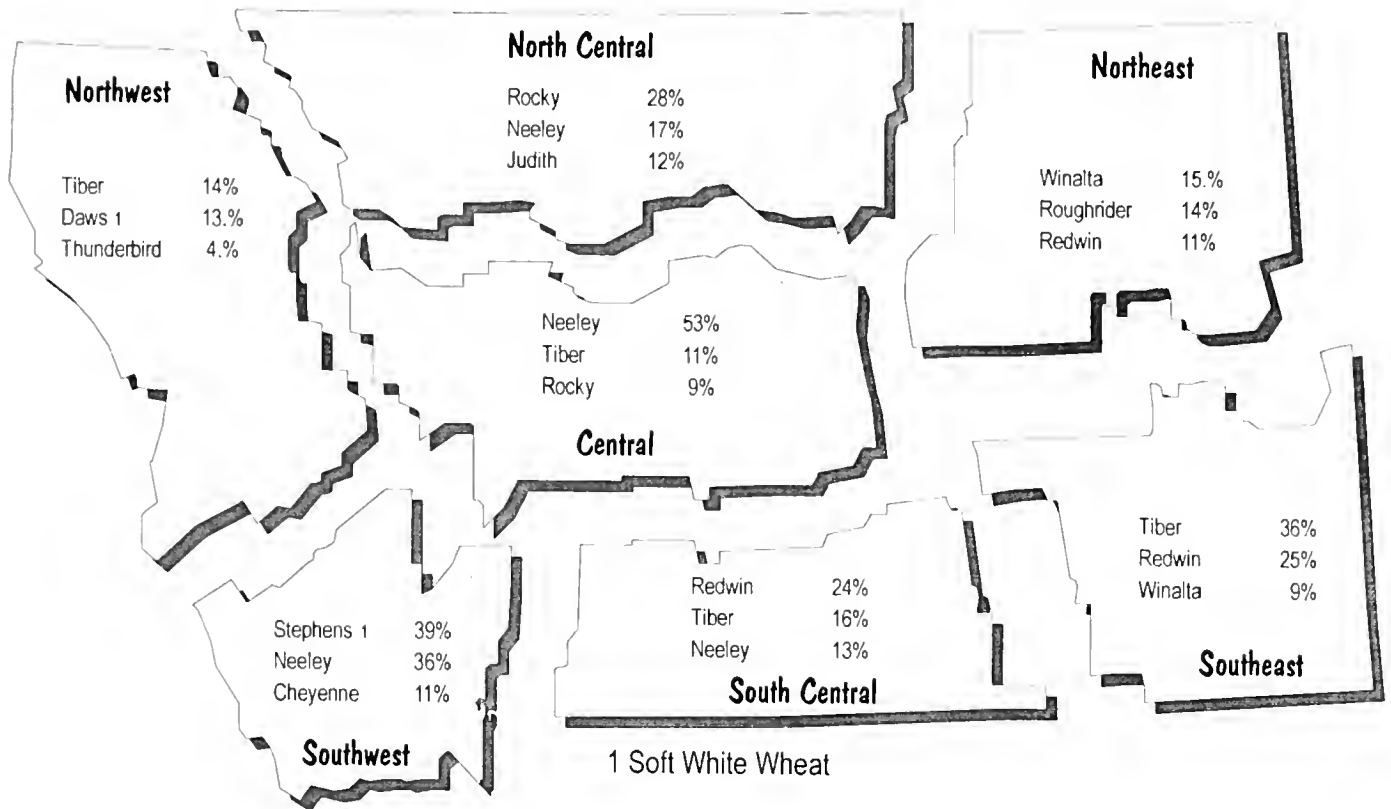 Northwest
Tiber 14%
Daws 1 13.%
Thunderbird 4.%
North Central
Rocky 28%
Neeley 17%
Judith 12%
Northeast
Winalta 15.%
Roughrider 14%
Redwin 11%
Neeley 53%
Tiber 11%
Rocky 9%
Central
Stephens 1 39%
Neeley 36%
Cheyenne 11%
Southwest
Redwin 24%
Tiber 16%
Neeley 13%
South Central
Tiber 36%
Redwin 25%
Winalta 9%
Southeast
1 Soft White Wheat